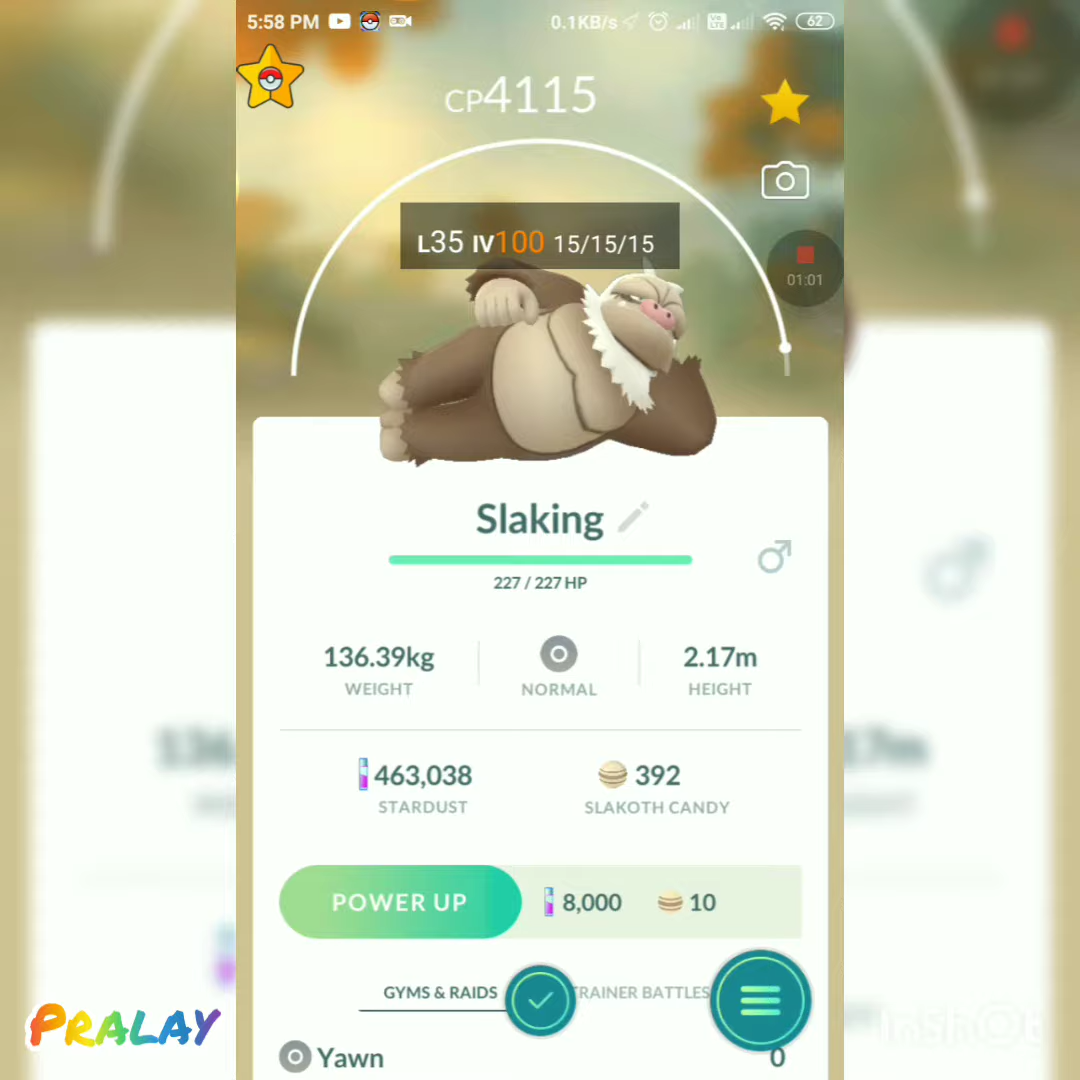 5:58 PM 0.1KB/s 62
CP4115
L35 IV100 15/15/15
01:01
Slaking
227 / 227 HP
136.39kg NORMAL 2.17m
WEIGHT HEIGHT
463,038 392
STARDUST SLAKOTH CANDY
POWER UP 8,000 10
GYMS & RAIDS TRAINER BATTLES
Yawn 0
PRALAY